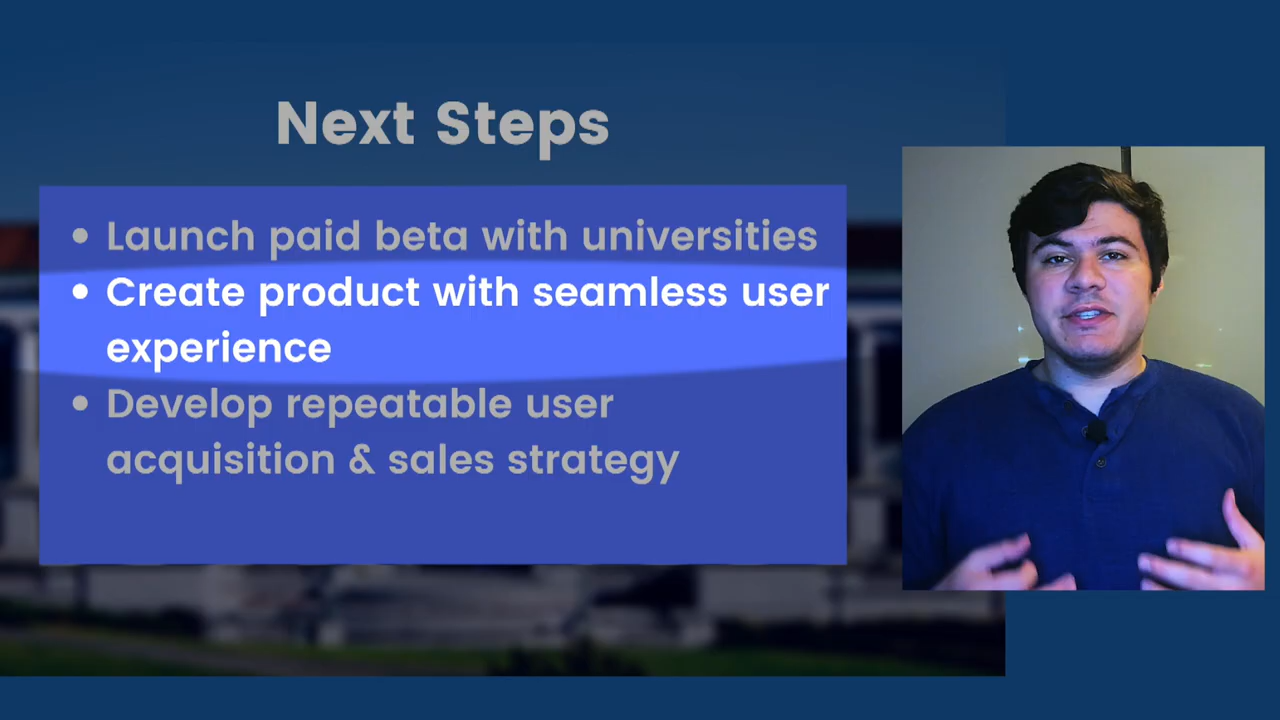 Next Steps
• Launch paid beta with universities
• Create product with seamless user
experience
• Develop repeatable user
acquisition & sales strategy